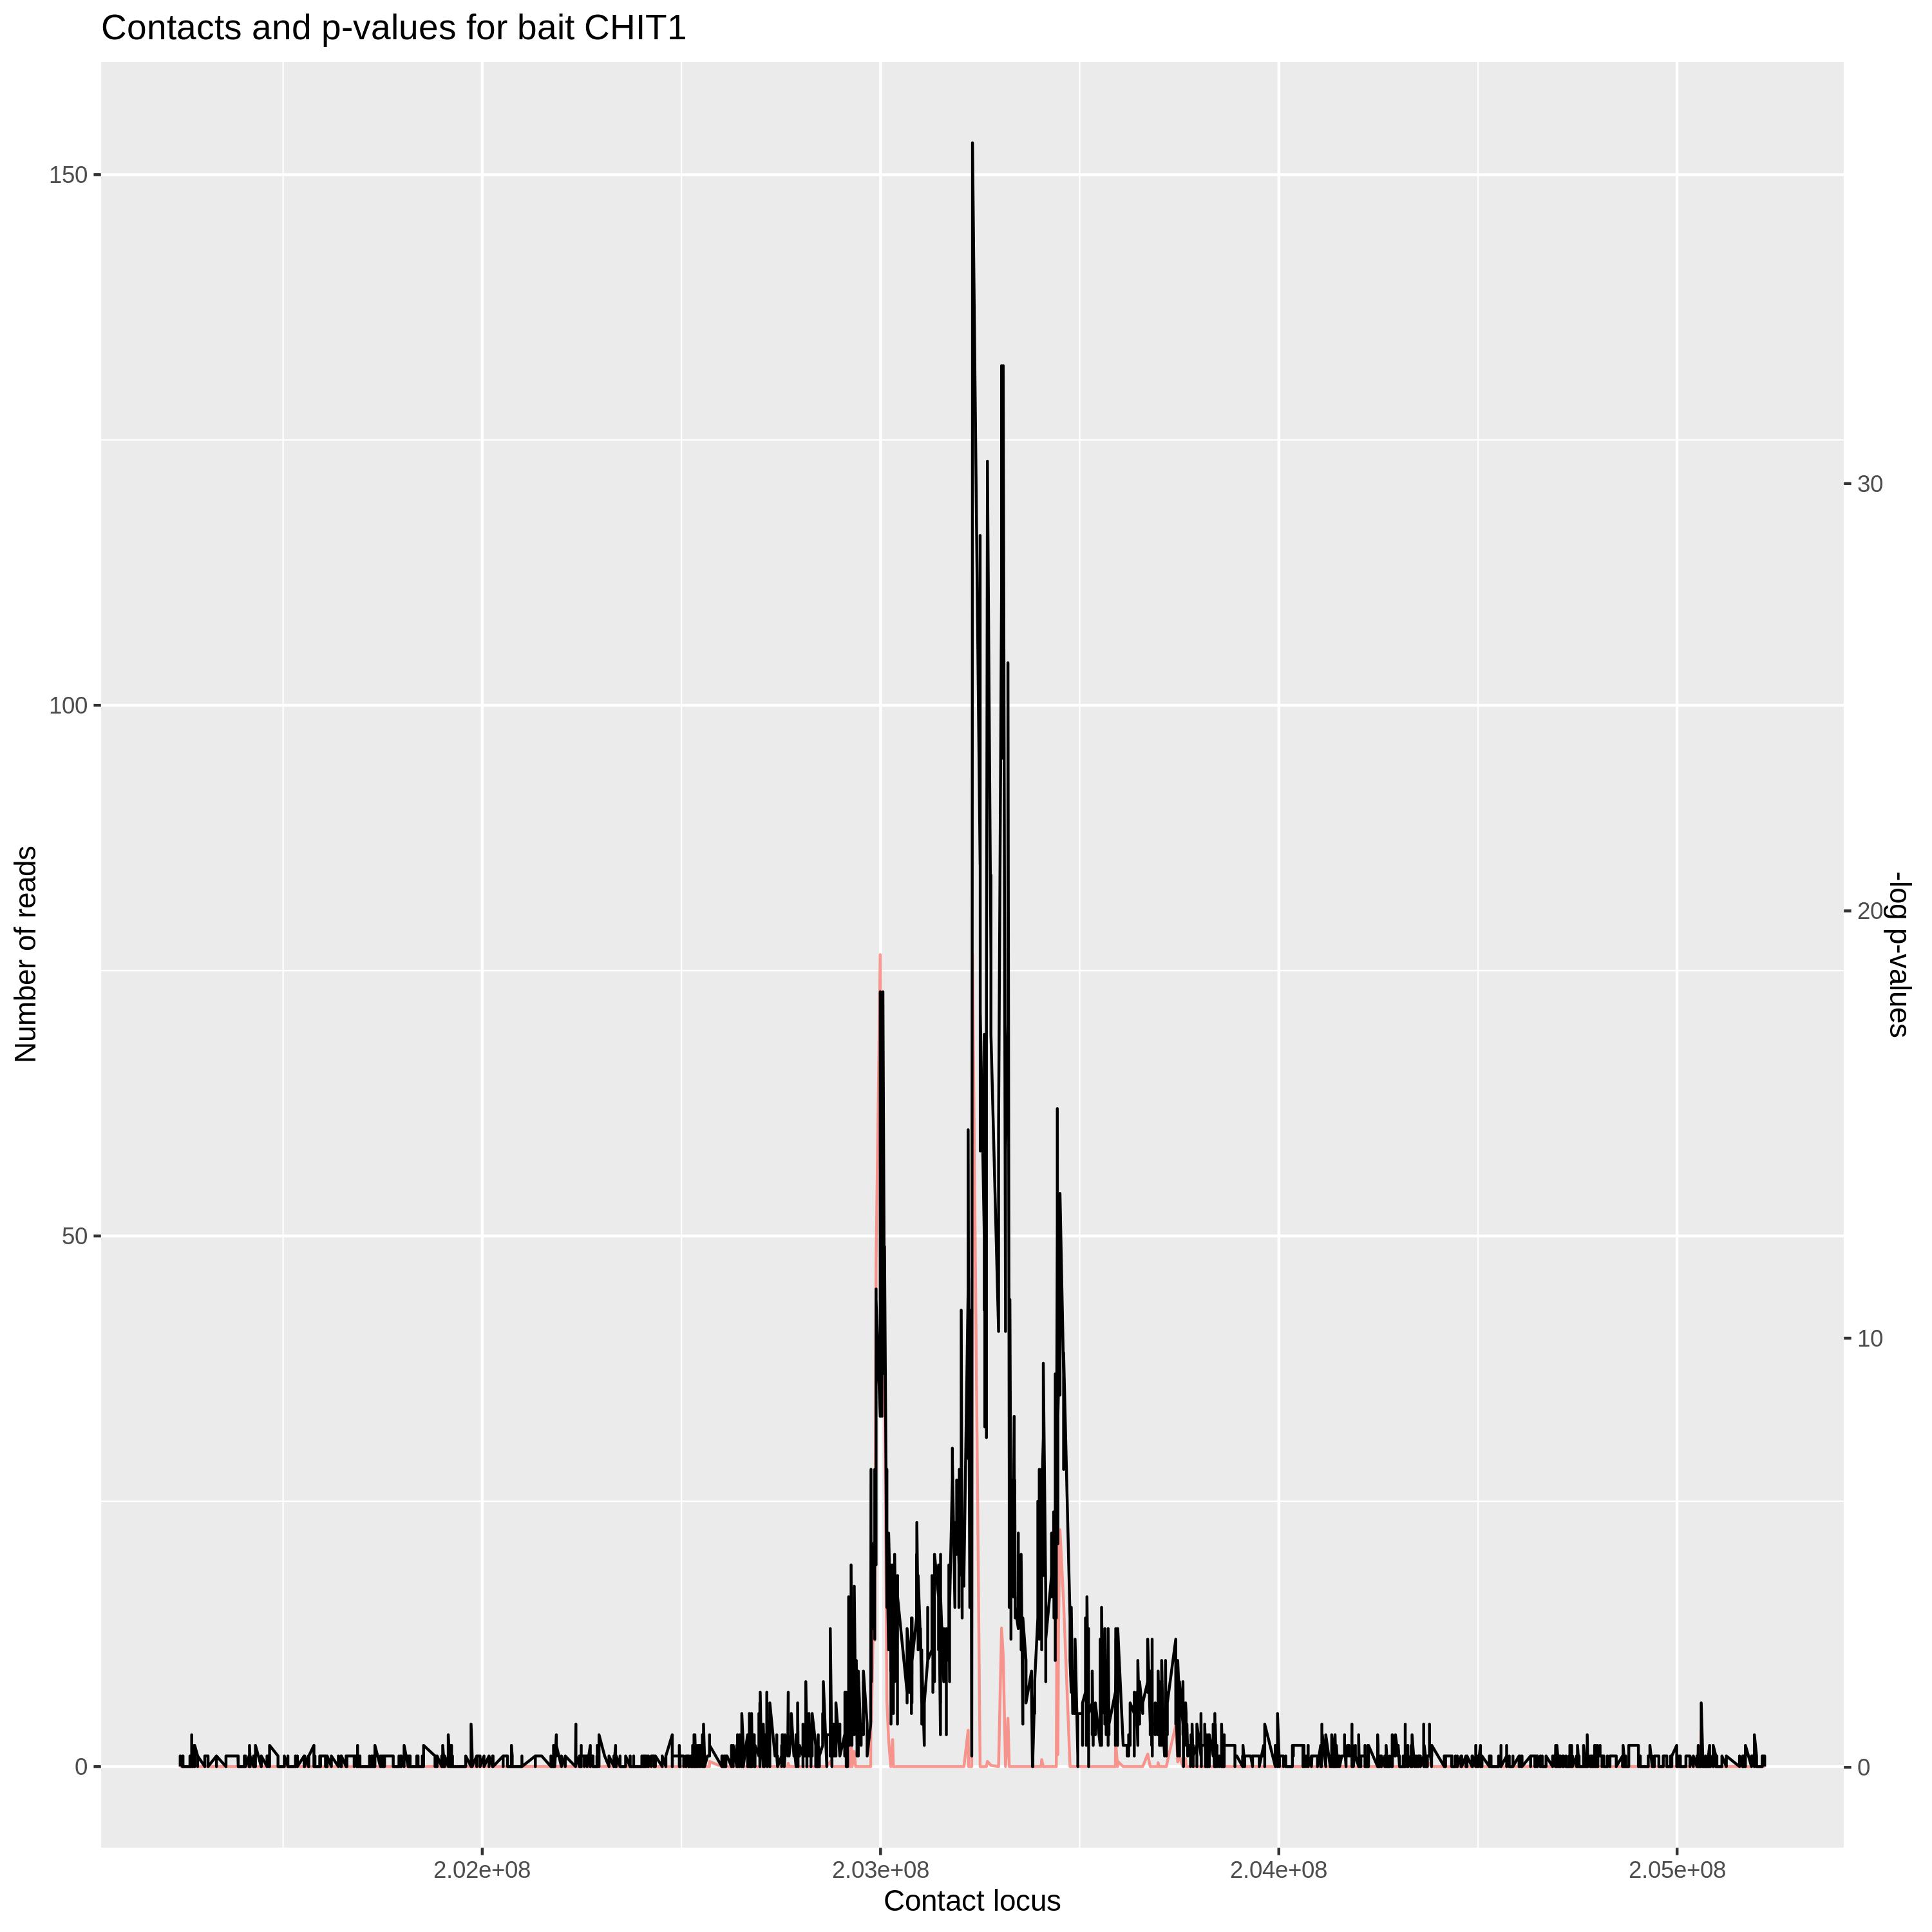 Contacts and p-values for bait CHIT1
150
100
50
0
Number of reads
30
20
10
0
-log p-values
2.02e+08
2.03e+08
2.04e+08
2.05e+08
Contact locus